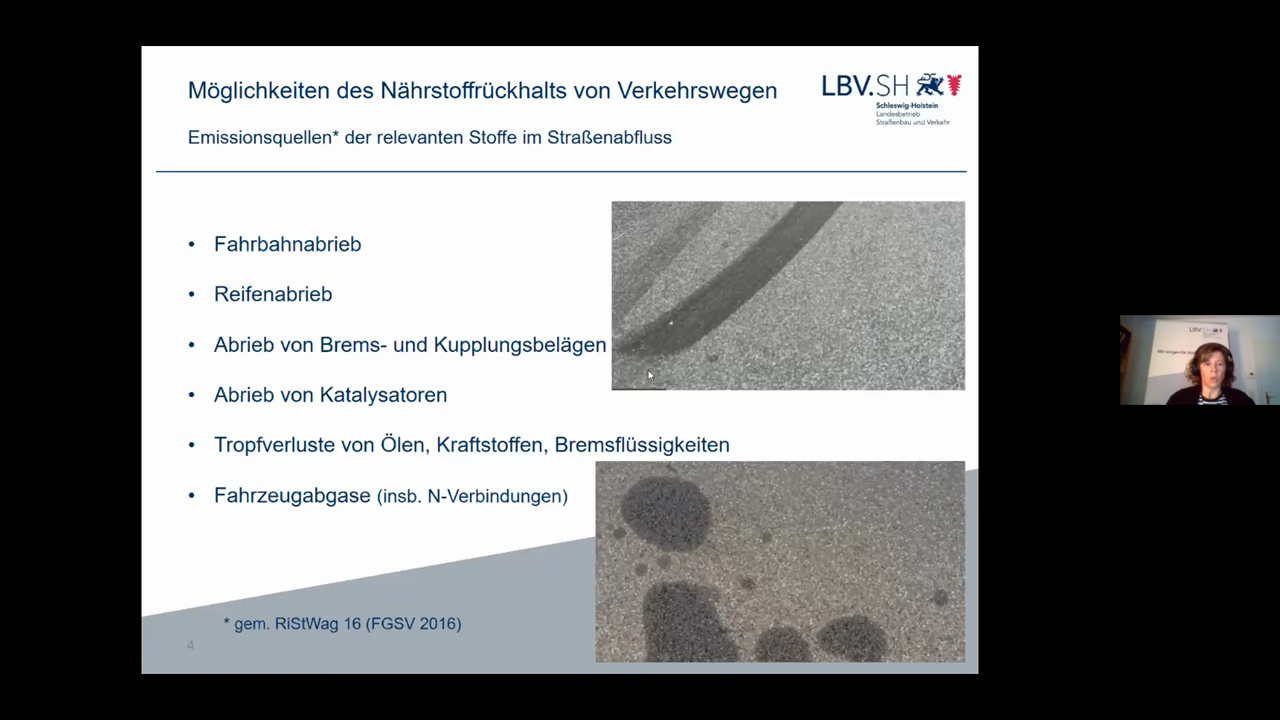 Möglichkeiten des Nährstoffrückhalts von Verkehrswegen
LBV.SH
Schleswig-Holstein
Landesbetrieb
Straßenbau und Verkehr
Emissionsquellen* der relevanten Stoffe im Straßenabfluss
• Fahrbahnabrieb
• Reifenabrieb
• Abrieb von Brems- und Kupplungsbelägen
• Abrieb von Katalysatoren
• Tropfverluste von Ölen, Kraftstoffen, Bremsflüssigkeiten
• Fahrzeugabgase (insb. N-Verbindungen)
* gem. RiStWag 16 (FGSV 2016)
4
LBV.SH